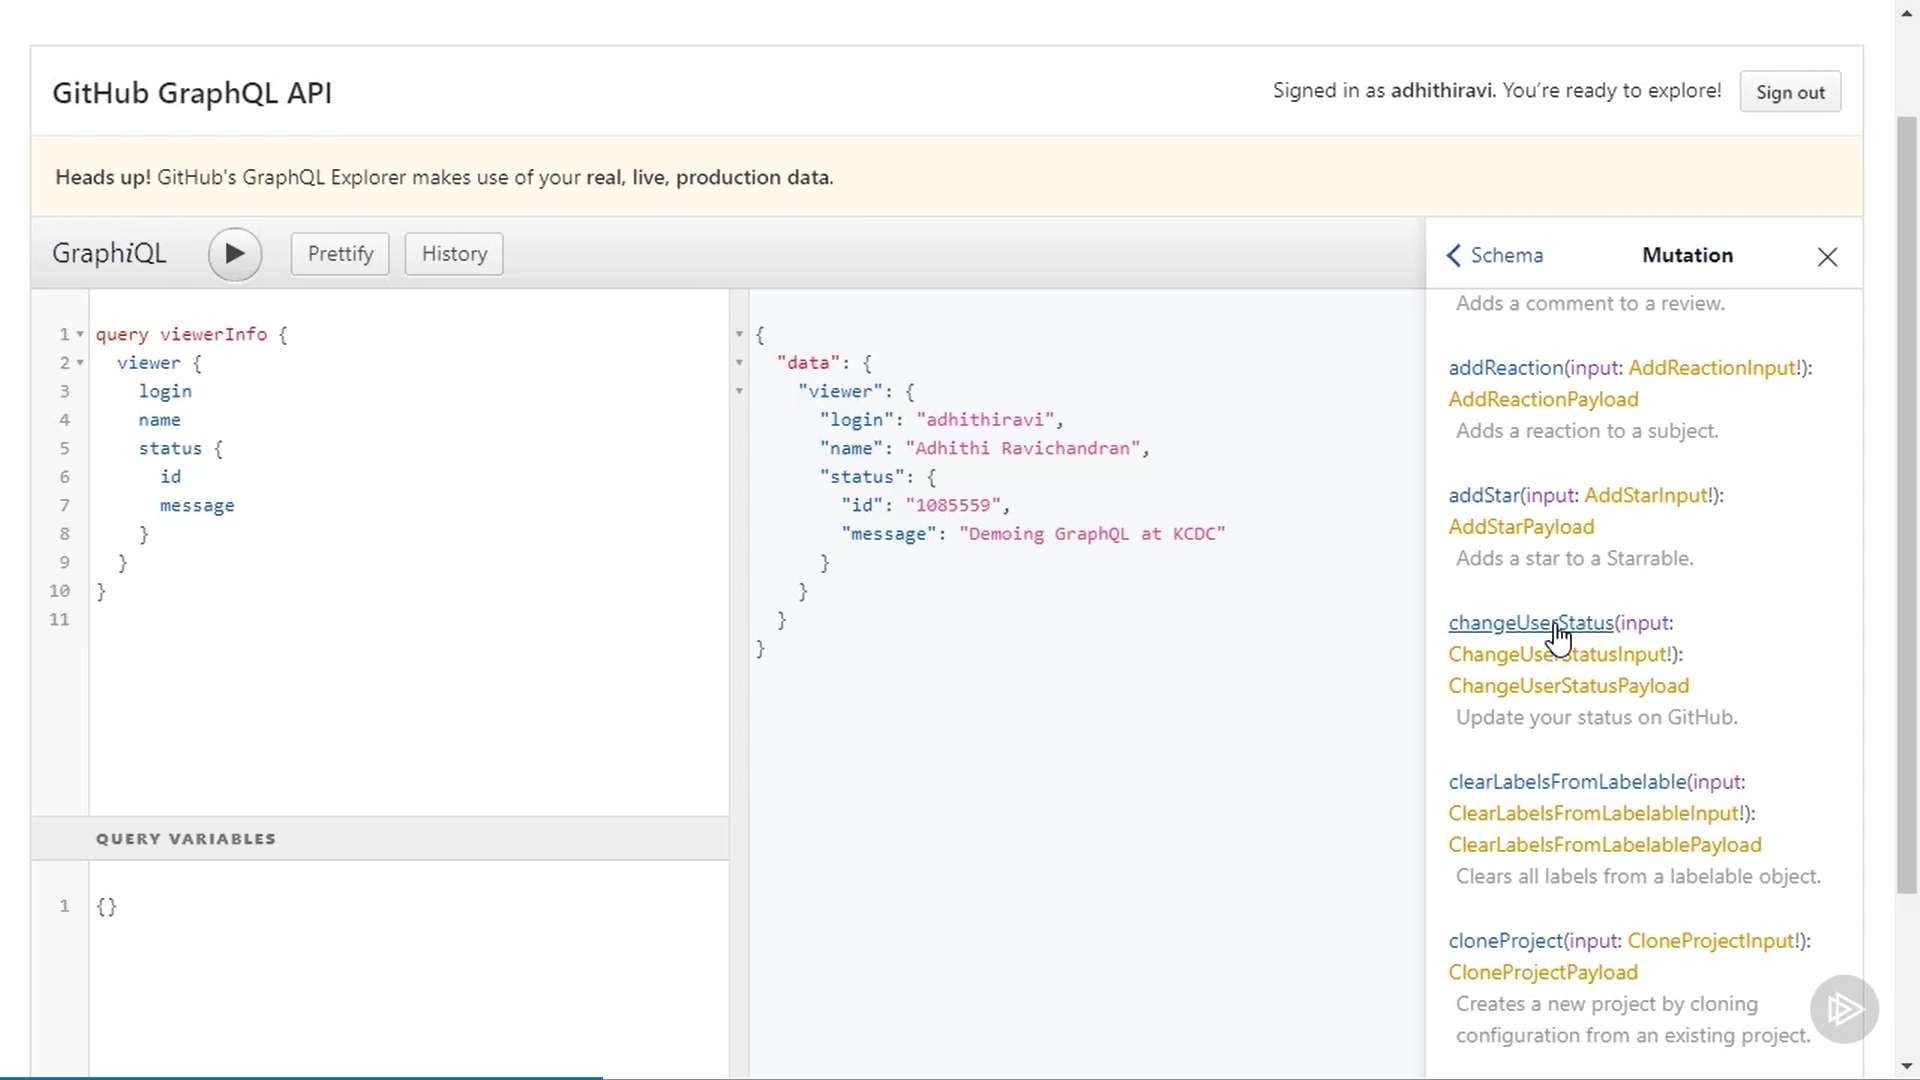 GitHub GraphQL API
Signed in as adhithiravi. You're ready to explore!
Sign out
Heads up! GitHub's GraphQL Explorer makes use of your real, live, production data.
GraphiQL
Prettify
History
1 query viewerInfo {
2 viewer {
3 login
4 name
5 status {
6 id
7 message
8 }
9 }
10 }
11
QUERY VARIABLES
1 {}
{
"data": {
"viewer": {
"login": "adhithiravi",
"name": "Adhithi Ravichandran",
"status": {
"id": "1085559",
"message": "Demoing GraphQL at KCDC"
}
}
}
}
Schema
Mutation
Adds a comment to a review.
addReaction(input: AddReactionInput!):
AddReactionPayload
Adds a reaction to a subject.
addStar(input: AddStarInput!):
AddStarPayload
Adds a star to a Starrable.
changeUserStatus(input:
ChangeUserStatusInput!):
ChangeUserStatusPayload
Update your status on GitHub.
clearLabelsFromLabelable(input:
ClearLabelsFromLabelableInput!):
ClearLabelsFromLabelablePayload
Clears all labels from a labelable object.
cloneProject(input: CloneProjectInput!):
CloneProjectPayload
Creates a new project by cloning
configuration from an existing project.